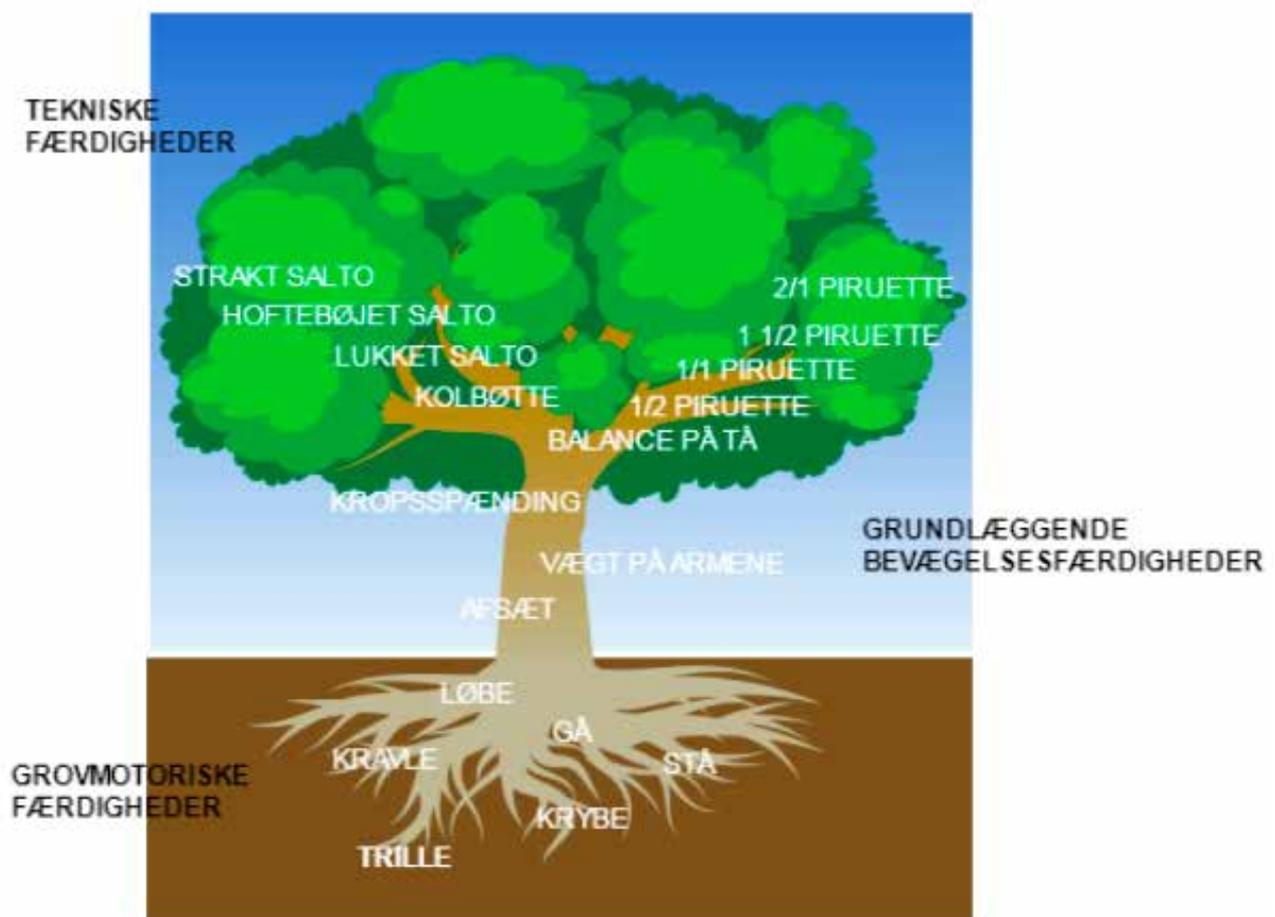 TEKNISKE
FÆRDIGHEDER
STRAKT SALTO
HOFTEBØJET SALTO
LUKKET SALTO
KOLBØTTE
2/1 PIRUETTE
1 1/2 PIRUETTE
1/1 PIRUETTE
1/2 PIRUETTE
BALANCE PÅ TÅ
KROPSSPÆNDING
GRUNDLÆGGENDE
BEVÆGELSESFÆRDIGHEDER
VÆGT PÅ ARMENE
AFSÆT
LØBE
GÅ
KRAVLE
STÅ
GROVMOTORISKE
FÆRDIGHEDER
KRYBE
TRILLE